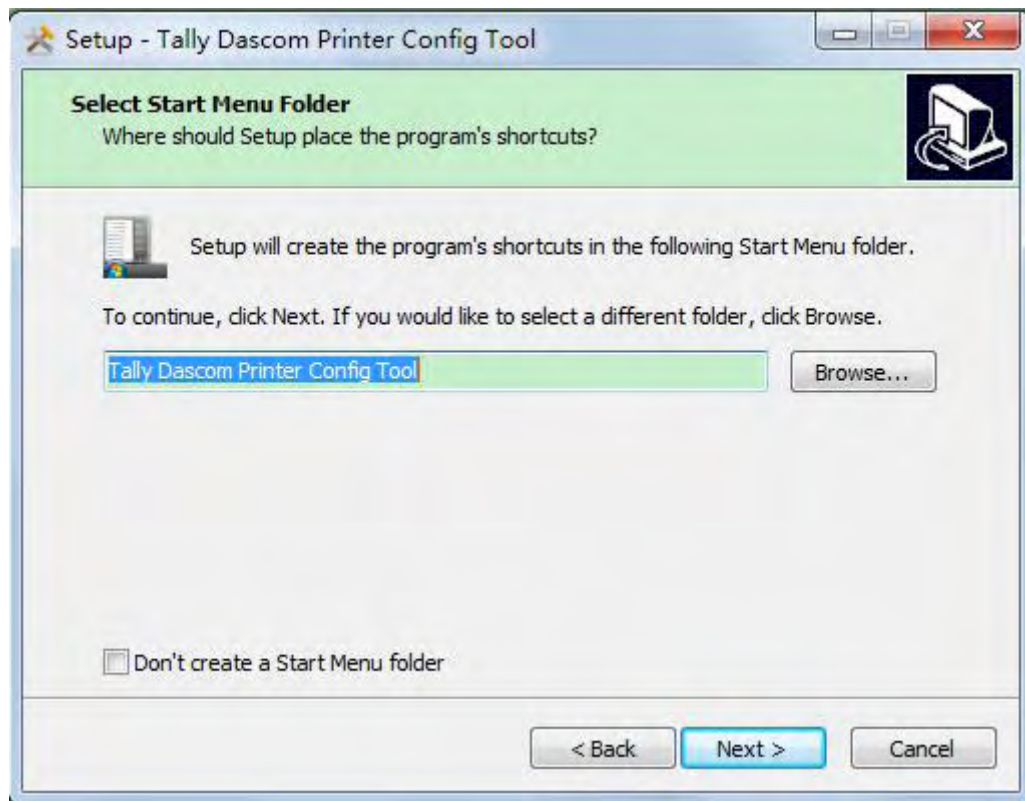 Setup - Tally Dascom Printer Config Tool
Select Start Menu Folder
Where should Setup place the program's shortcuts?
Setup will create the program's shortcuts in the following Start Menu folder.
To continue, click Next. If you would like to select a different folder, click Browse.
Tally Dascom Printer Config Tool
Browse...
Don't create a Start Menu folder
< Back
Next >
Cancel